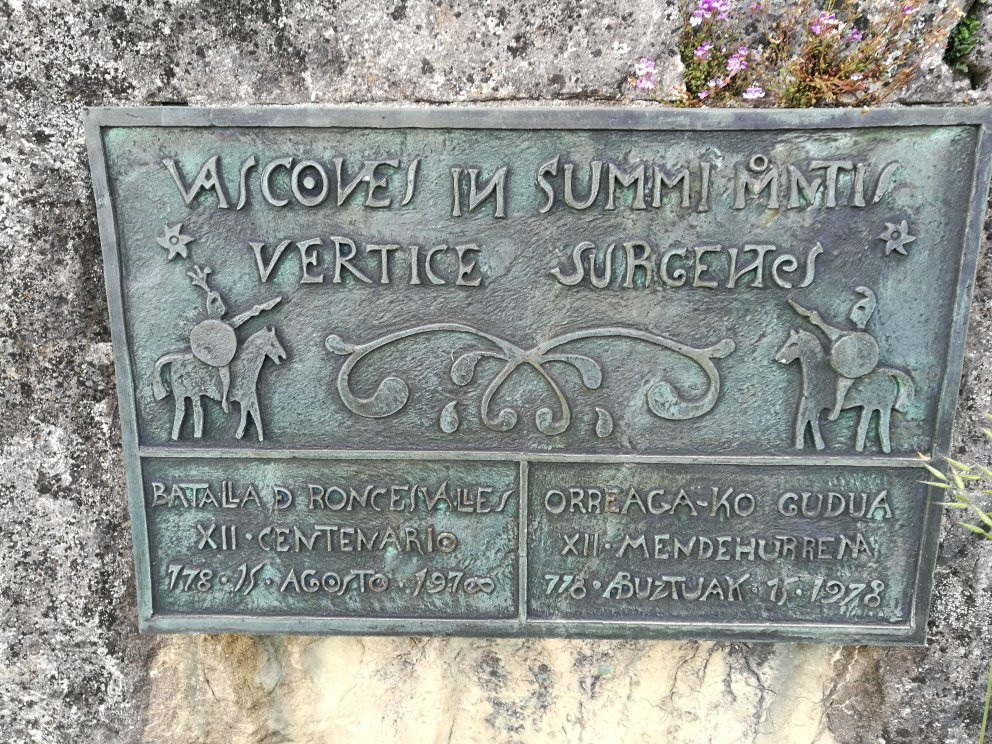 VASCOVES IN SUMMI MONTIS
VERTICE SURGENTES
BATALLA D RONCESVALLES
XII · CENTENARIO
778 · 15 · AGOSTO · 1978
ORREAGA-KO GUDUA
XII · MENDEHURRENA
778 · ABUZTUAK · 15 · 1978